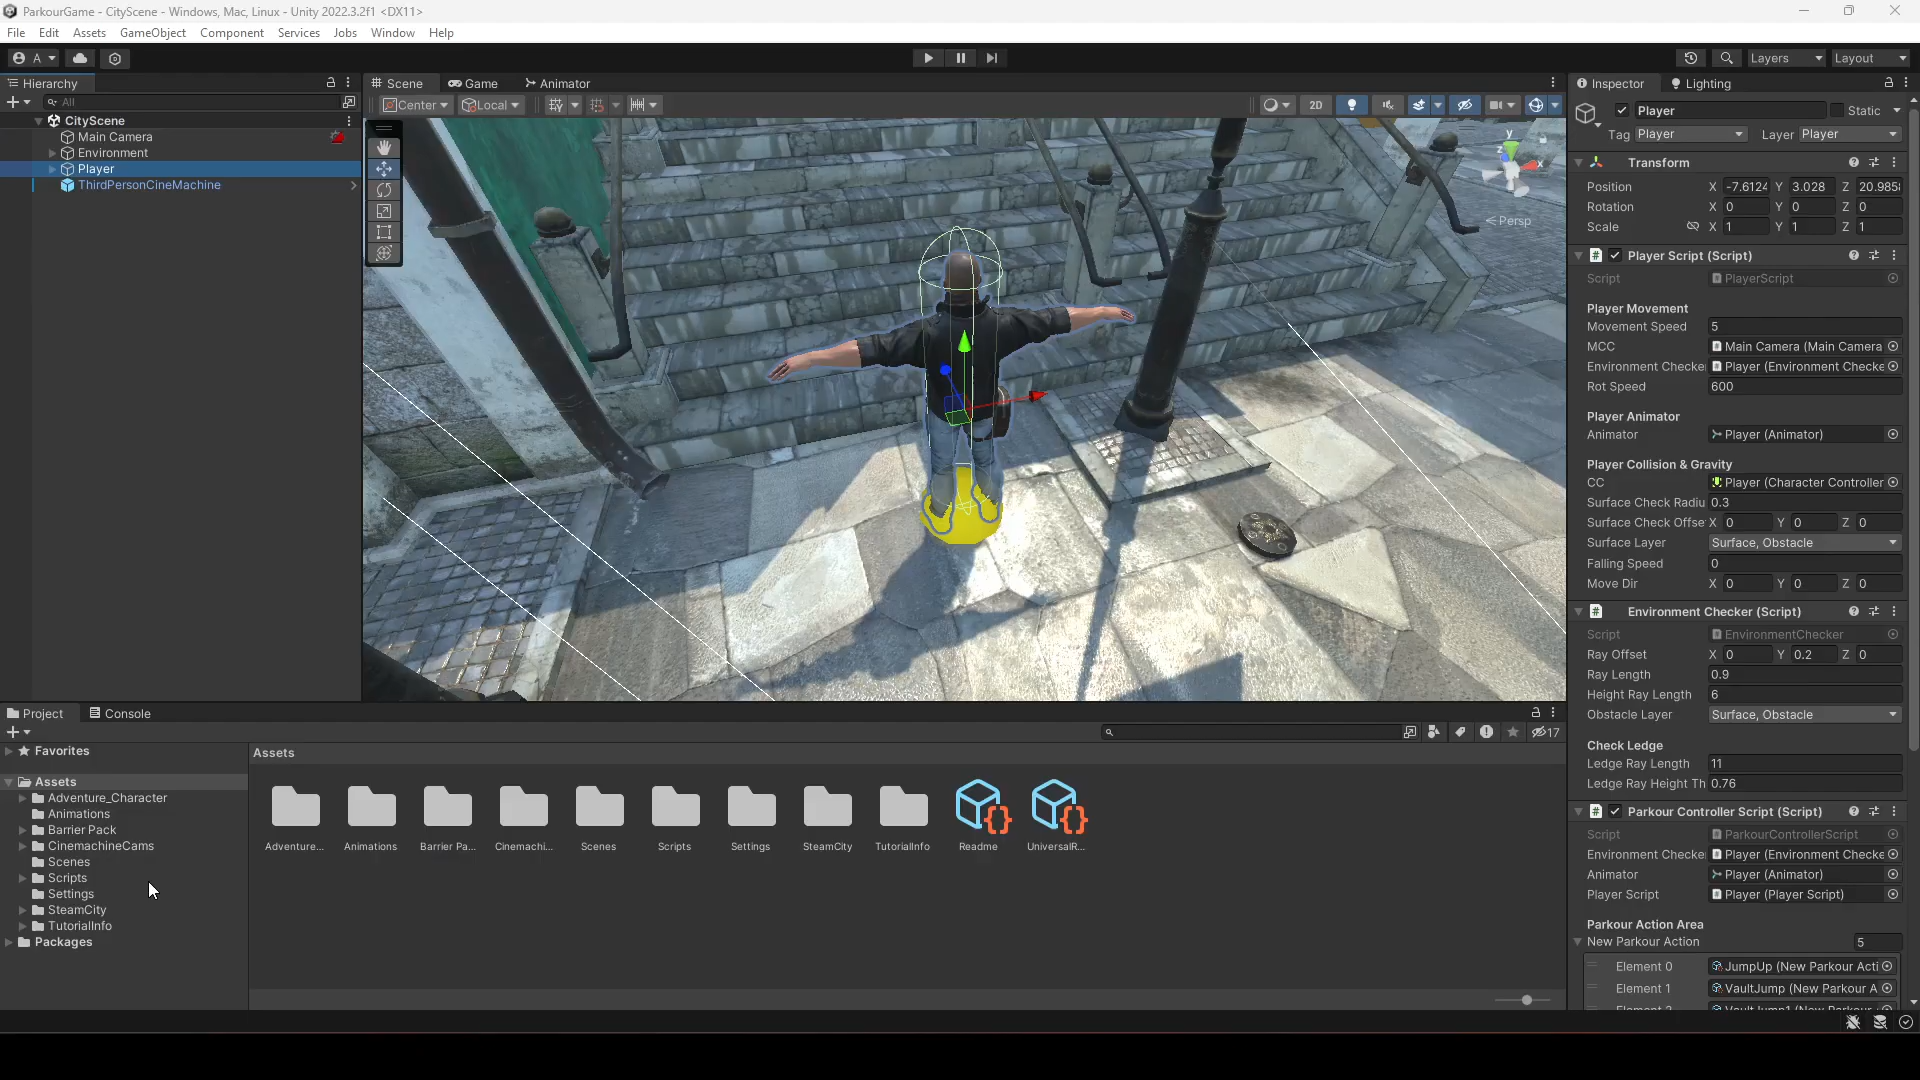 ParkourGame - CityScene - Windows, Mac, Linux - Unity 2022.3.2f1 <DX11>
File Edit Assets GameObject Component Services Jobs Window Help
A Layers Layout
Hierarchy
All
CityScene
Main Camera
Environment
Player
ThirdPersonCineMachine
Scene Game Animator
Center Local 2D
y
z x
< Persp
Inspector Lighting
Player Static
Tag Player Layer Player
Transform
Position X -7.6124 Y 3.028 Z 20.985
Rotation X 0 Y 0 Z 0
Scale X 1 Y 1 Z 1
# Player Script (Script)
Script PlayerScript
Player Movement
Movement Speed 5
MCC Main Camera (Main Camera
Environment Checke Player (Environment Checke
Rot Speed 600
Player Animator
Animator Player (Animator)
Player Collision & Gravity
CC Player (Character Controller
Surface Check Radiu 0.3
Surface Check Offse X 0 Y 0 Z 0
Surface Layer Surface, Obstacle
Falling Speed 0
Move Dir X 0 Y 0 Z 0
# Environment Checker (Script)
Script EnvironmentChecker
Ray Offset X 0 Y 0.2 Z 0
Ray Length 0.9
Height Ray Length 6
Obstacle Layer Surface, Obstacle
Check Ledge
Ledge Ray Length 11
Ledge Ray Height Th 0.76
# Parkour Controller Script (Script)
Script ParkourControllerScript
Environment Checke Player (Environment Checke
Animator Player (Animator)
Player Script Player (Player Script)
Parkour Action Area
New Parkour Action 5
Element 0 JumpUp (New Parkour Acti
Element 1 VaultJump (New Parkour A
Element 2 VaultJump1 (New Parkour
Project Console
17
Favorites
Assets
Adventure_Character
Animations
Barrier Pack
CinemachineCams
Scenes
Scripts
Settings
SteamCity
TutorialInfo
Packages
Assets
Adventure... Animations Barrier Pa... Cinemachi... Scenes Scripts Settings SteamCity TutorialInfo Readme UniversalR...